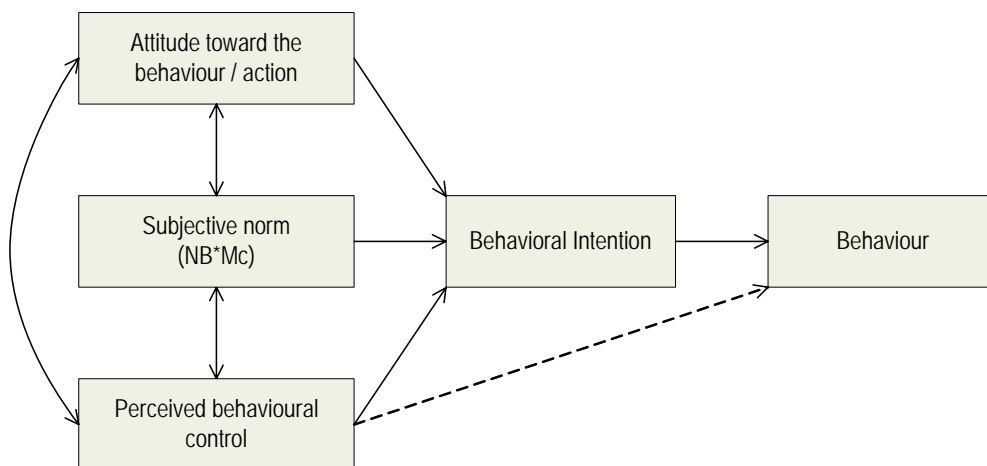 Attitude toward the
behaviour / action
Subjective norm
(NB*Mc)
Behavioral Intention
Behaviour
Perceived behavioural
control